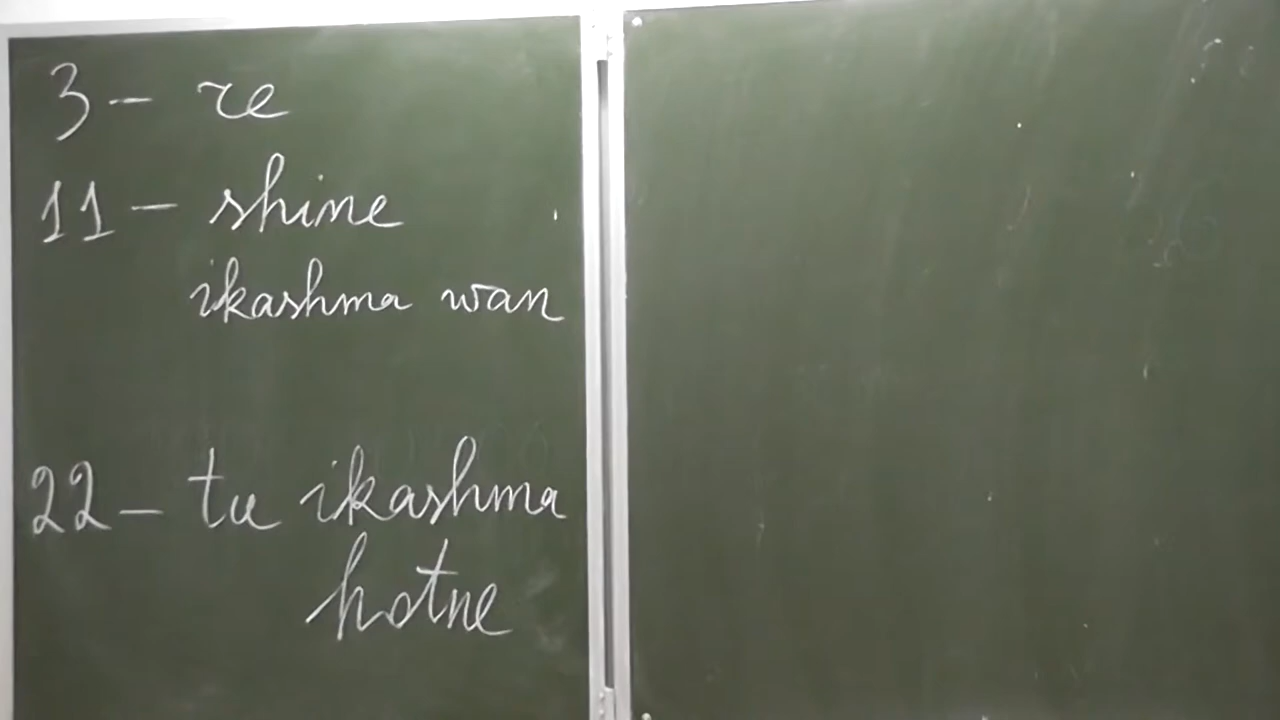 3 – re
11 – shine
ikashma wan
22 – tu ikashma
hotne